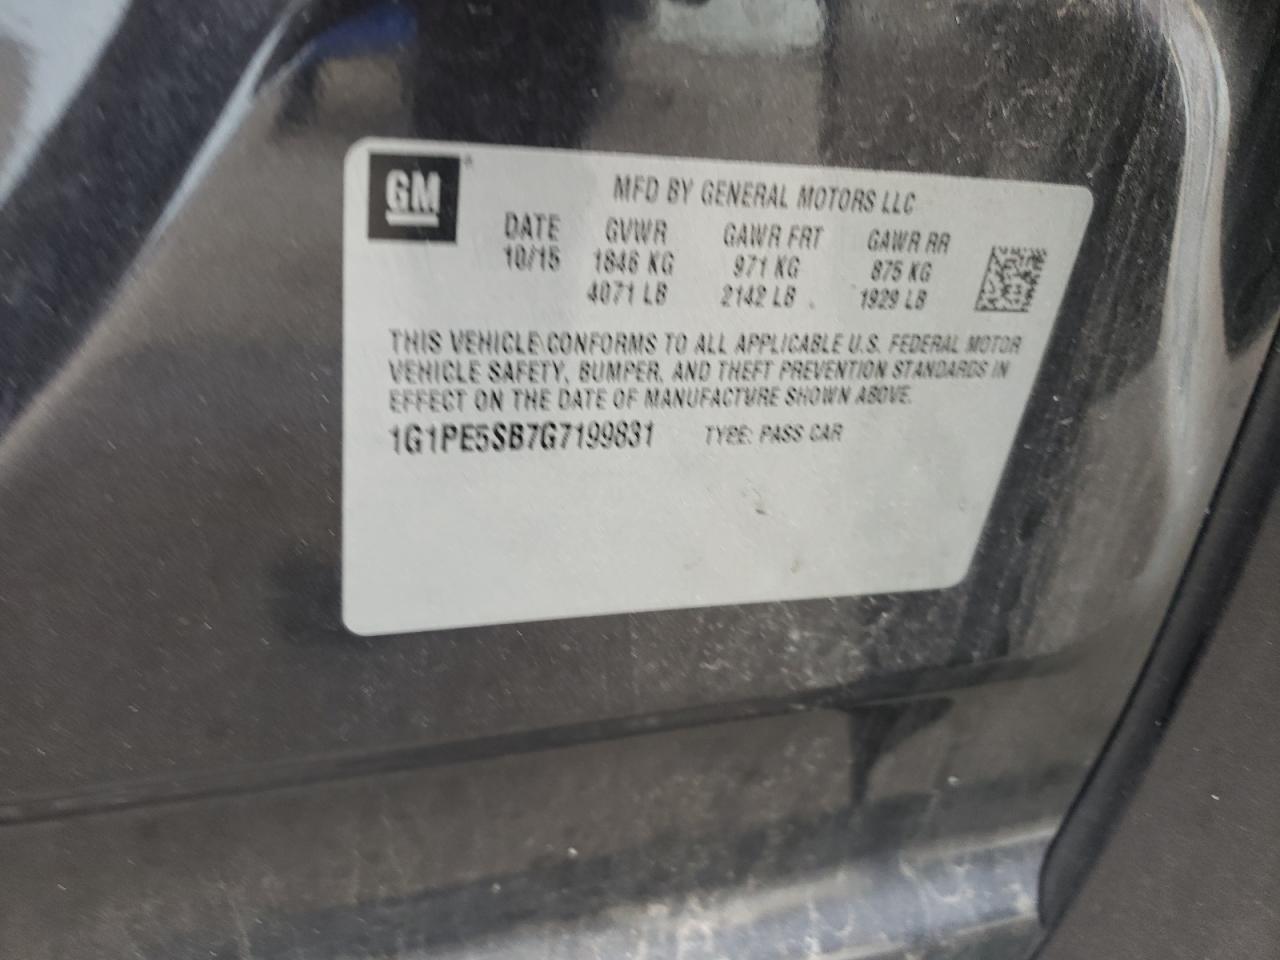 GM®
MFD BY GENERAL MOTORS LLC
DATE GVWR GAWR FRT GAWR RR
10/15 1846 KG 971 KG 875 KG
4071 LB 2142 LB 1929 LB
THIS VEHICLE CONFORMS TO ALL APPLICABLE U.S. FEDERAL MOTOR
VEHICLE SAFETY, BUMPER, AND THEFT PREVENTION STANDARDS IN
EFFECT ON THE DATE OF MANUFACTURE SHOWN ABOVE.
1G1PE5SB7G7199831 TYPE: PASS CAR